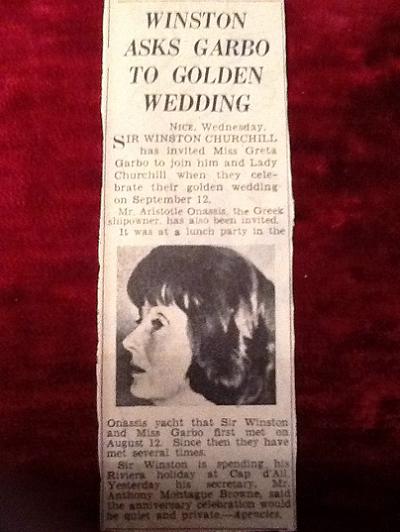 WINSTON
ASKS GARBO
TO GOLDEN
WEDDING
NICE, Wednesday.
SIR WINSTON CHURCHILL
has invited Miss Greta
Garbo to join him and Lady
Churchill when they cele-
brate their golden wedding
on September 12.
Mr. Aristotle Onassis, the Greek
shipowner, has also been invited.
It was at a lunch party in the
Onassis yacht that Sir Winston
and Miss Garbo first met on
August 12. Since then they have
met several times.
Sir Winston is spending his
Riviera holiday at Cap d'Ail.
Yesterday his secretary, Mr.
Anthony Montague Browne, said
the anniversary celebration would
be quiet and private.—Agencies.